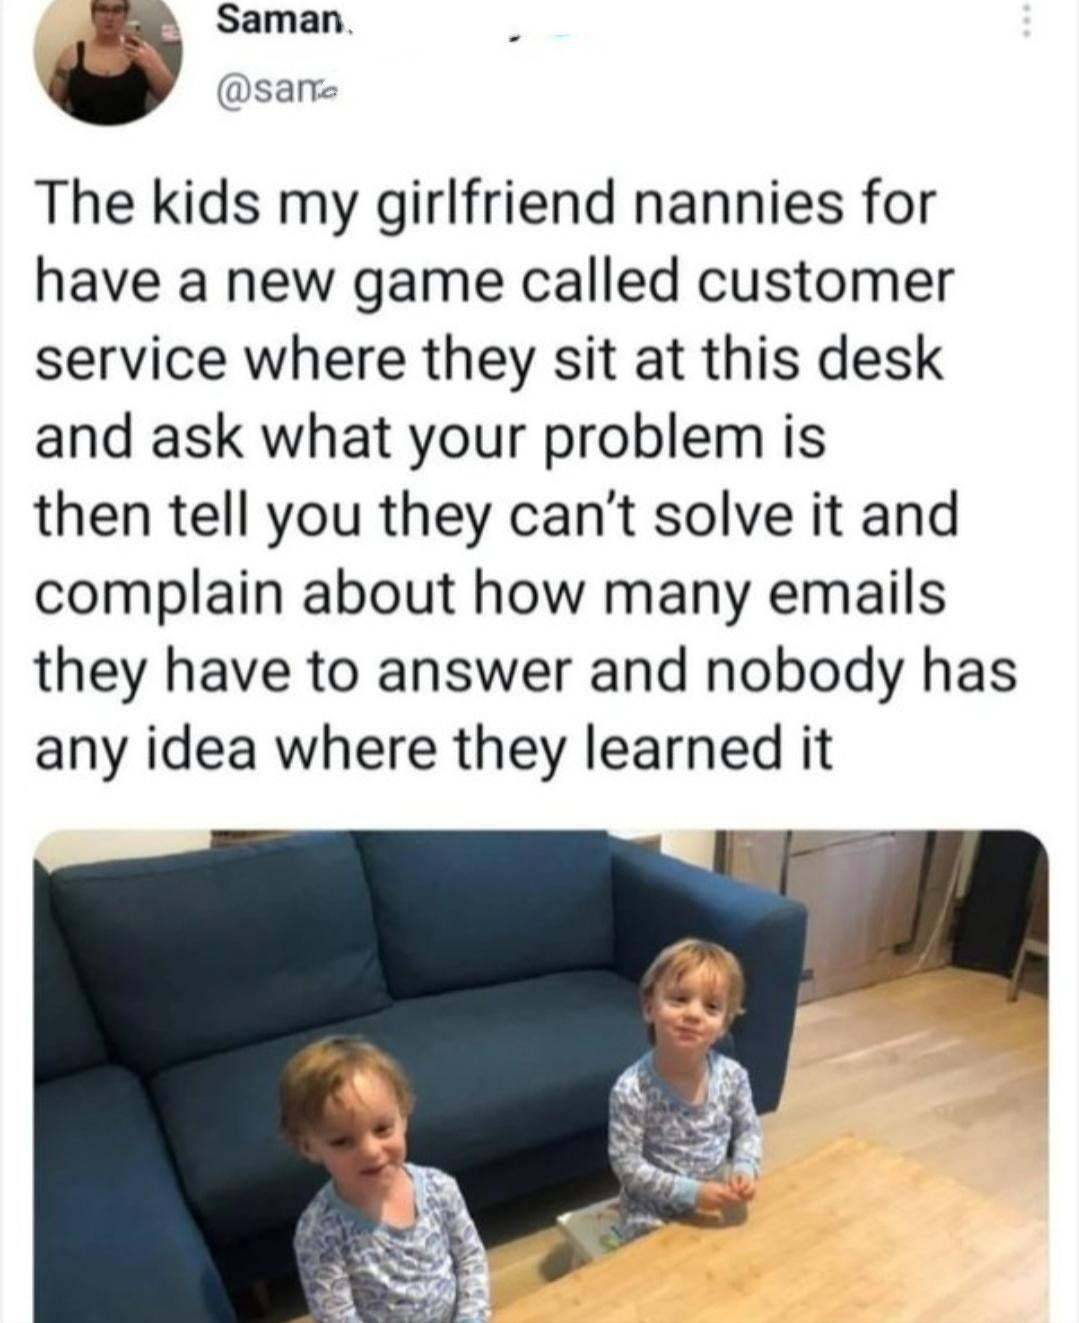 Saman
@sam
The kids my girlfriend nannies for
have a new game called customer
service where they sit at this desk
and ask what your problem is
then tell you they can't solve it and
complain about how many emails
they have to answer and nobody has
any idea where they learned it